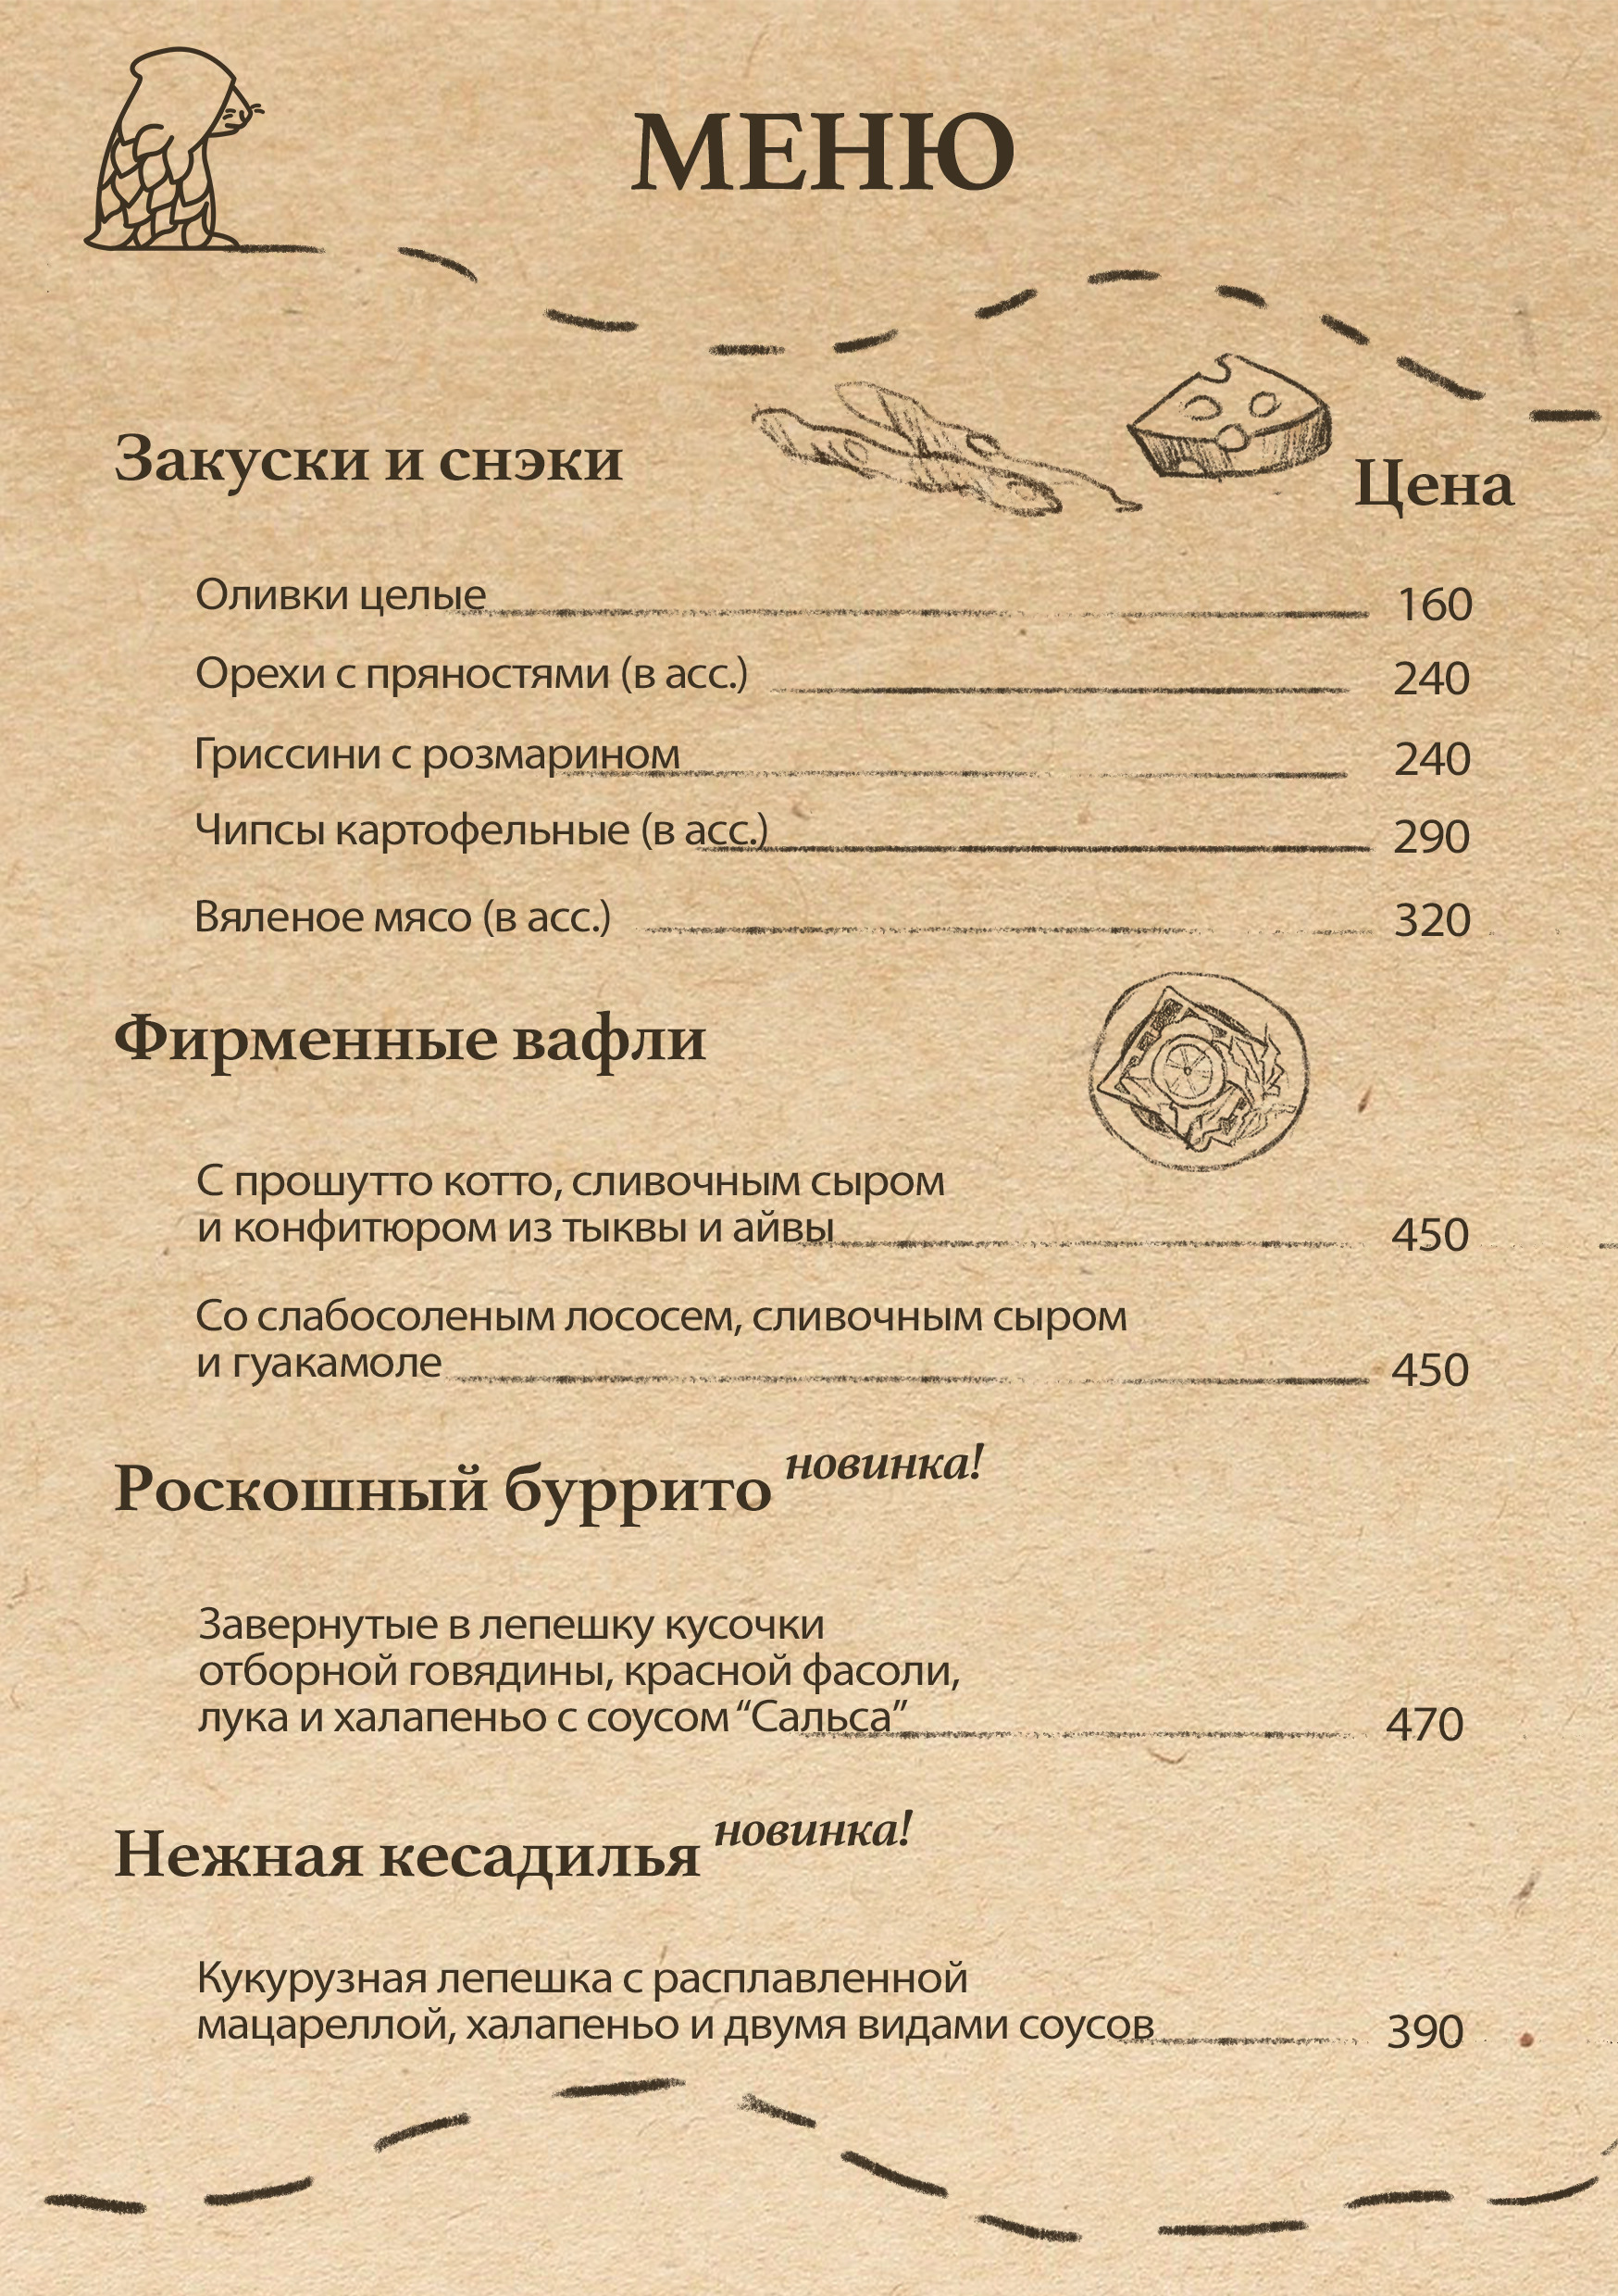 МЕНЮ
Закуски и снэки
Цена
Оливки целые 160
Орехи с пряностями (в асс.) 240
Гриссини с розмарином 240
Чипсы картофельные (в асс.) 290
Вяленое мясо (в асс.) 320
Фирменные вафли
С прошутто котто, сливочным сыром
и конфитюром из тыквы и айвы 450
Со слабосоленым лососем, сливочным сыром
и гуакамоле 450
Роскошный буррито новинка!
Завернутые в лепешку кусочки
отборной говядины, красной фасоли,
лука и халапеньо с соусом “Сальса” 470
Нежная кесадилья новинка!
Кукурузная лепешка с расплавленной
мацареллой, халапеньо и двумя видами соусов 390